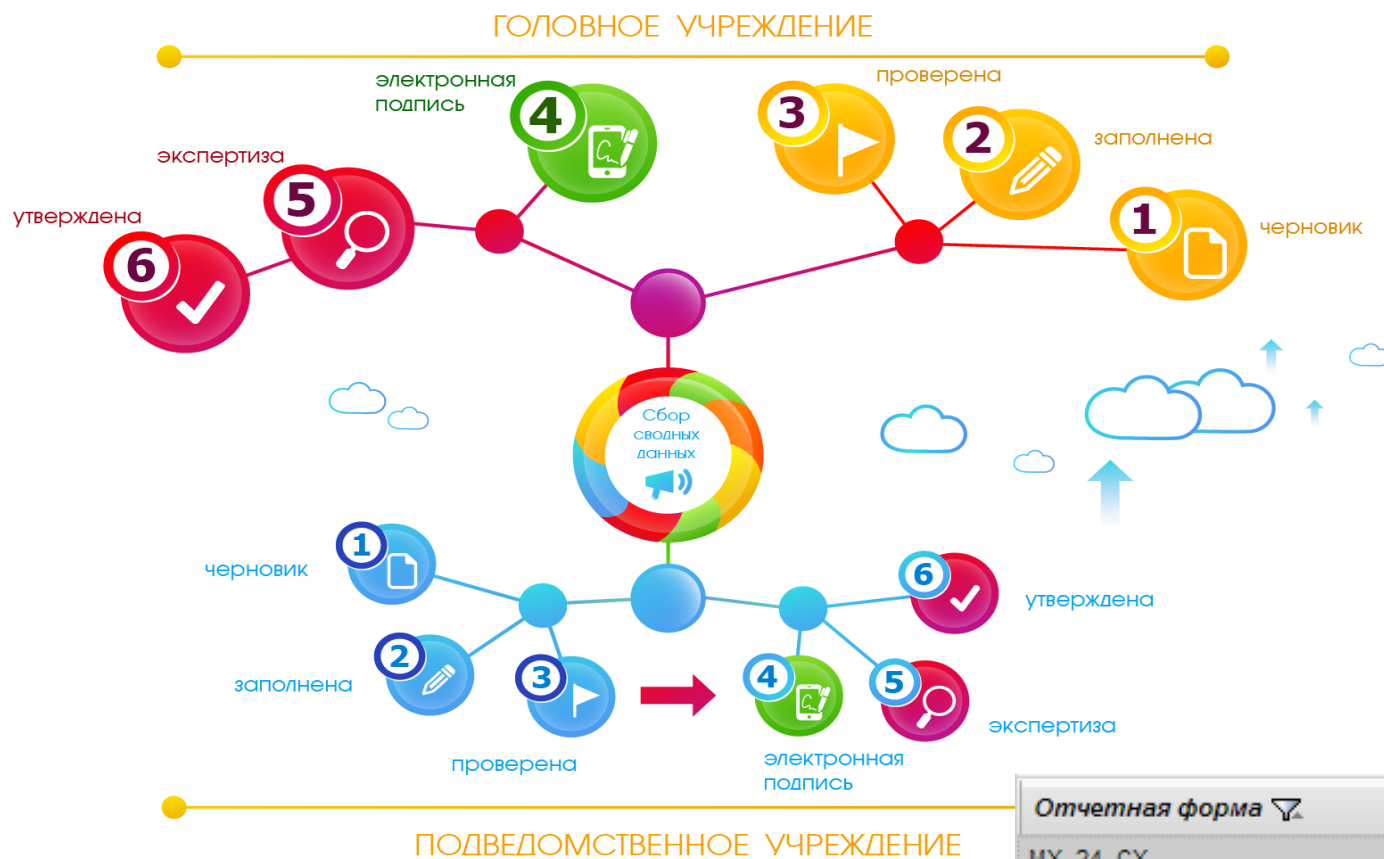 ГОЛОВНОЕ УЧРЕЖДЕНИЕ
электронная
подпись
4
3
проверена
2
заполнена
экспертиза
5
1
черновик
утверждена
6
Сбор
сводных
данных
1
черновик
6
утверждена
2
заполнена
3
проверена
4
электронная
подпись
5
экспертиза
Отчетная форма
ПОДВЕДОМСТВЕННОЕ УЧРЕЖДЕНИЕ